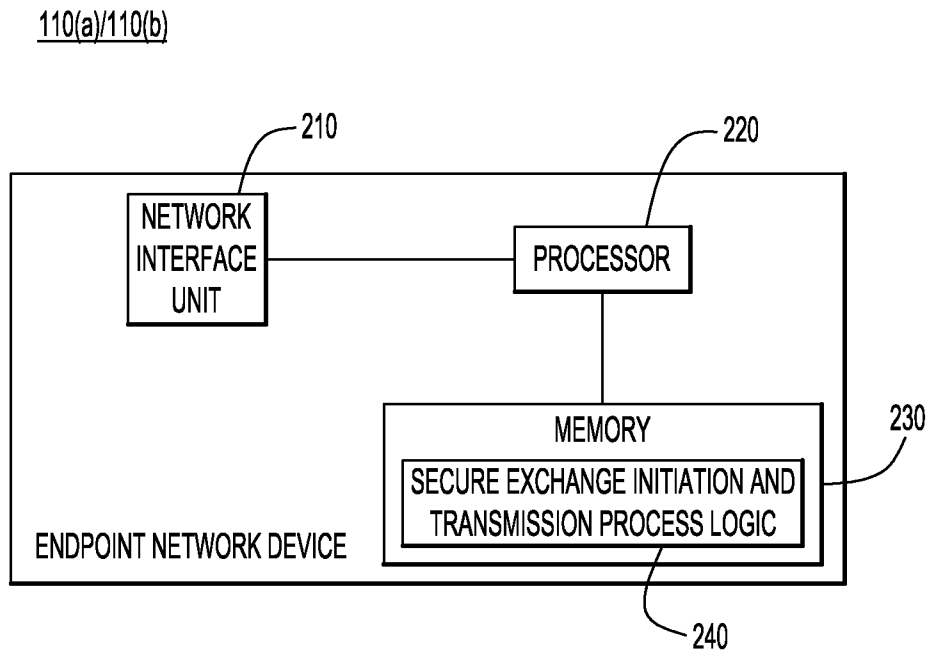 110(a)/110(b)
210
220
NETWORK
INTERFACE
UNIT
PROCESSOR
230
MEMORY
SECURE EXCHANGE INITIATION AND
TRANSMISSION PROCESS LOGIC
ENDPOINT NETWORK DEVICE
240